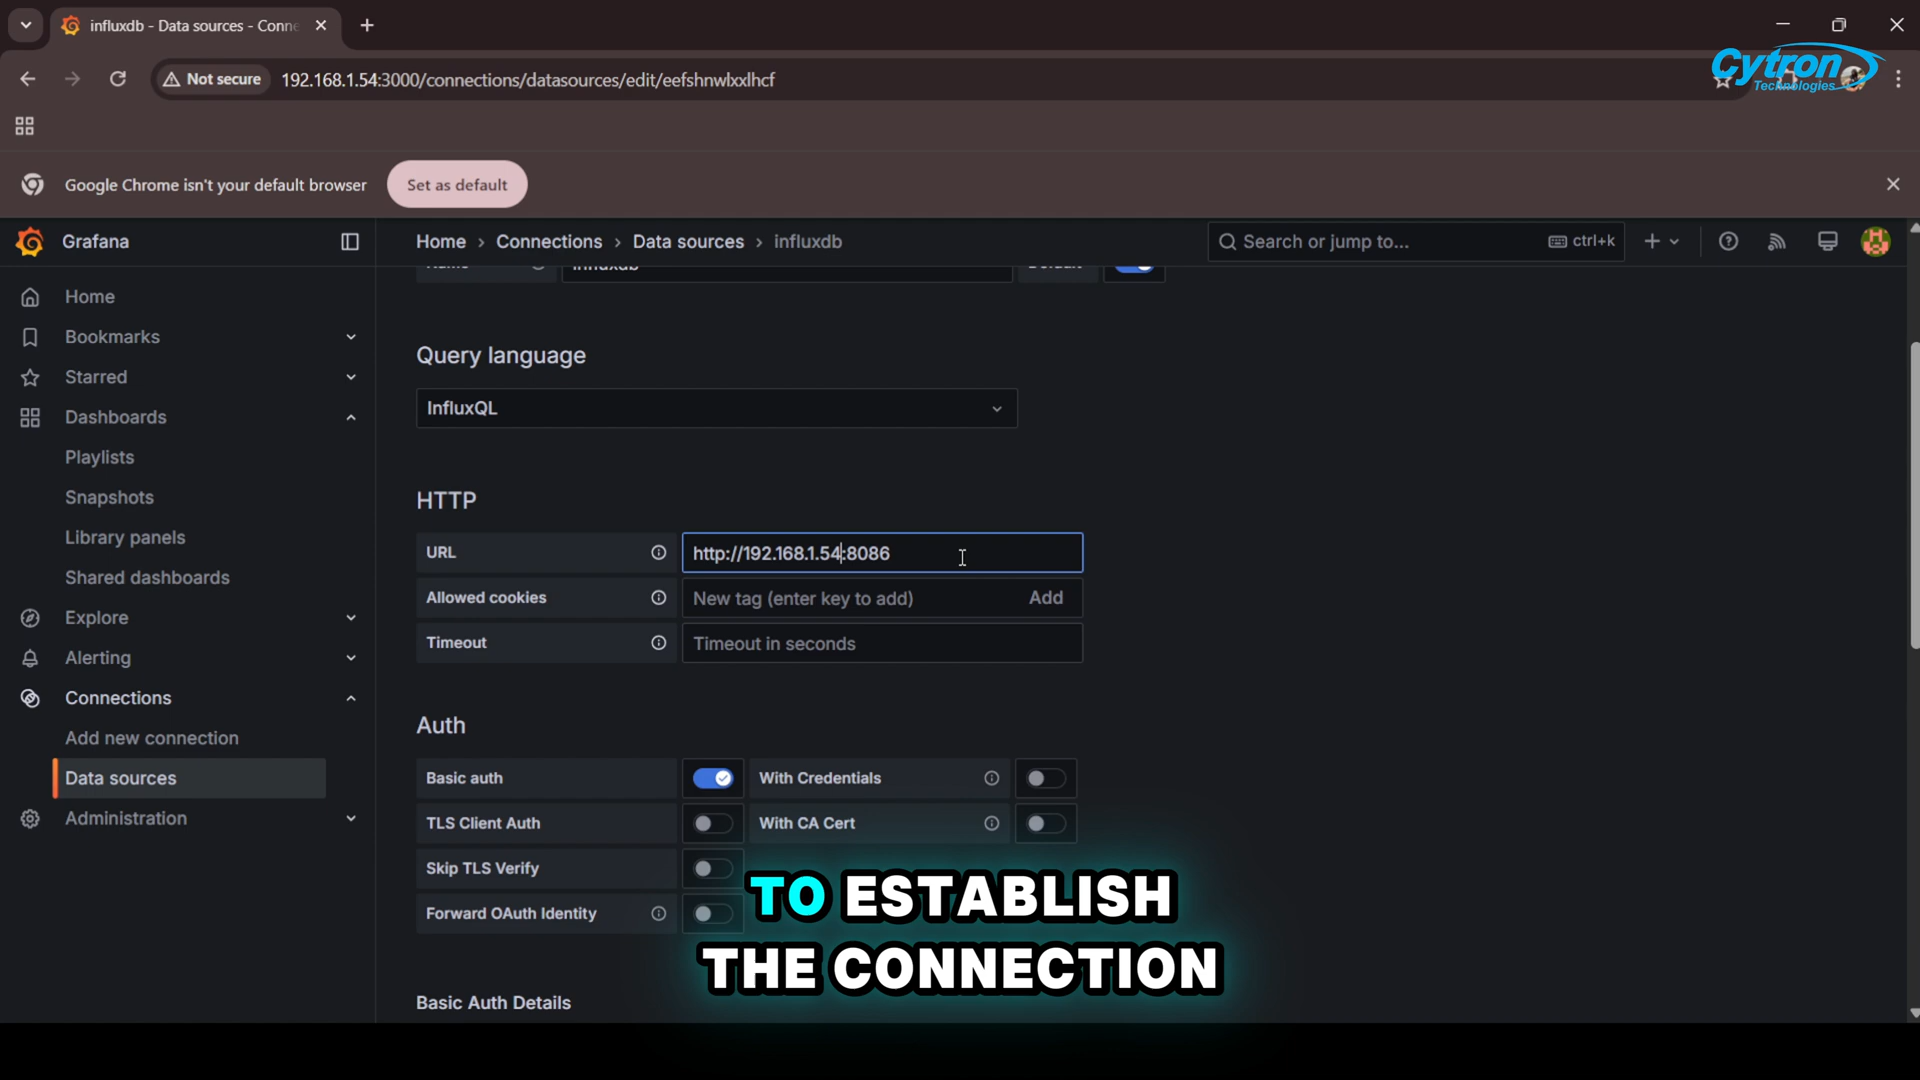 influxdb - Data sources - Conne
Cytron
Technologies
Not secure
192.168.1.54:3000/connections/datasources/edit/eefshnwlxxlhcf
Google Chrome isn't your default browser
Set as default
Grafana
Home › Connections › Data sources › influxdb
Search or jump to...
ctrl+k
Home
Bookmarks
Starred
Dashboards
Playlists
Snapshots
Library panels
Shared dashboards
Explore
Alerting
Connections
Add new connection
Data sources
Administration
Name
influxdb
Default
Query language
InfluxQL
HTTP
URL
http://192.168.1.54:8086
Allowed cookies
New tag (enter key to add)
Add
Timeout
Timeout in seconds
Auth
Basic auth
With Credentials
TLS Client Auth
With CA Cert
Skip TLS Verify
Forward OAuth Identity
Basic Auth Details
TO ESTABLISH
THE CONNECTION